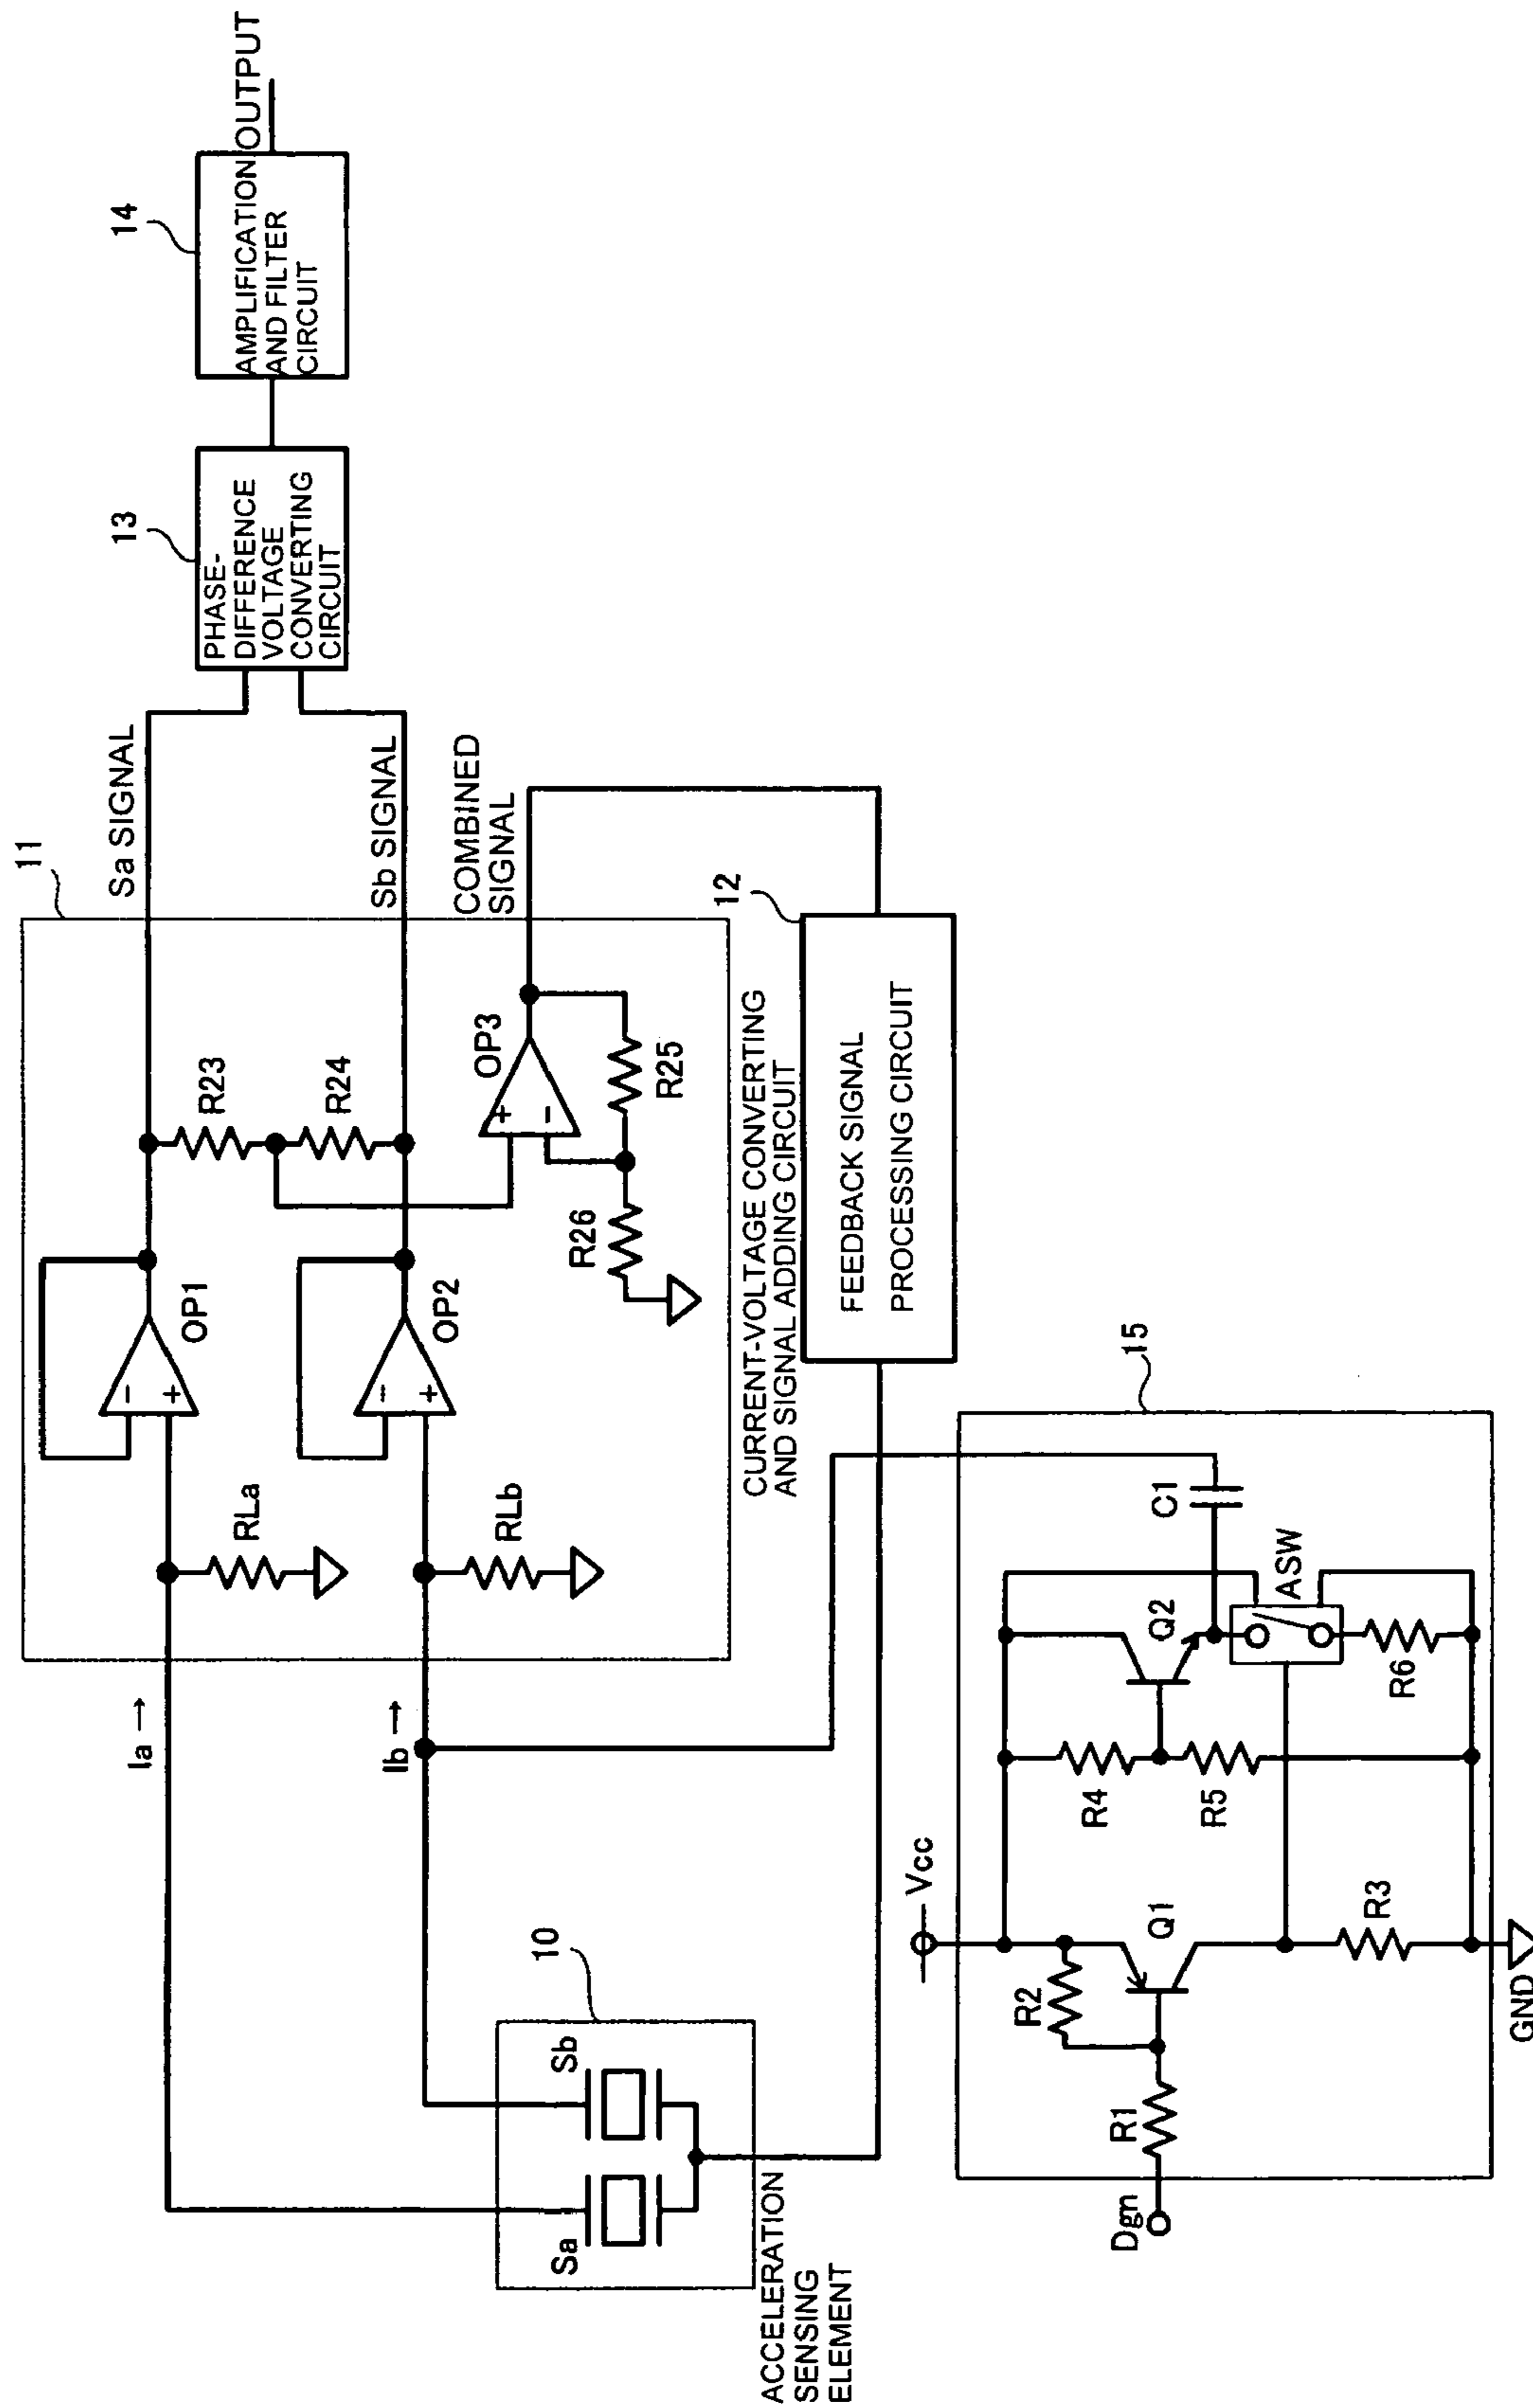 11
Sa SIGNAL
Sb SIGNAL
COMBINED
SIGNAL
13
PHASE-
DIFFERENCE
VOLTAGE
CONVERTING
CIRCUIT
14
AMPLIFICATION
AND FILTER
CIRCUIT
OUTPUT
Ia →
Ib →
RLa
RLb
-
+
OP1
-
+
OP2
R23
R24
+
-
OP3
R25
R26
CURRENT-VOLTAGE CONVERTING
AND SIGNAL ADDING CIRCUIT
12
FEEDBACK SIGNAL
PROCESSING CIRCUIT
10
Sa
Sb
ACCELERATION
SENSING
ELEMENT
15
Vcc
Dgn
R1
R2
Q1
R3
R4
R5
Q2
C1
ASW
R6
GND